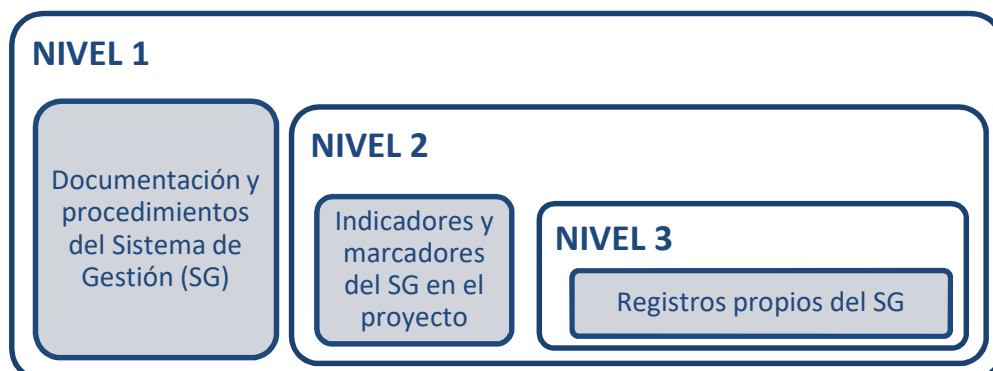 NIVEL 1
Documentación y
procedimientos
del Sistema de
Gestión (SG)
NIVEL 2
Indicadores y
marcadores
del SG en el
proyecto
NIVEL 3
Registros propios del SG